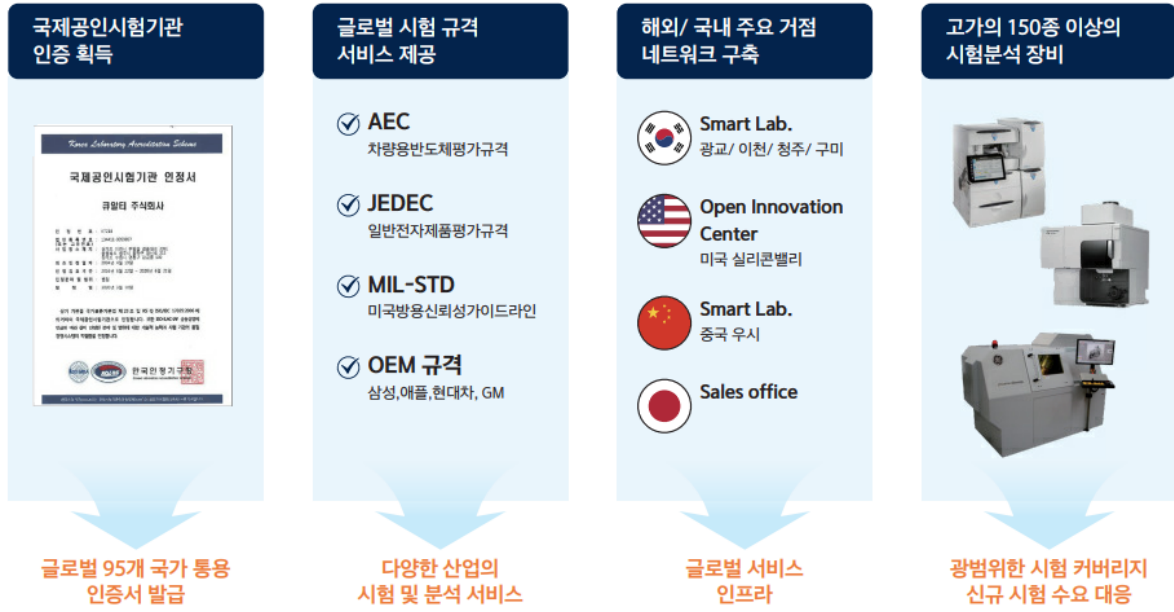 국제공인시험기관
인증 획득
Korea Laboratory Accreditation Scheme
국제공인시험기관 인정서
큐알티 주식회사
한국인정기구
글로벌 95개 국가 통용
인증서 발급
글로벌 시험 규격
서비스 제공
AEC
차량용반도체평가규격
JEDEC
일반전자제품평가규격
MIL-STD
미국방용신뢰성가이드라인
OEM 규격
삼성,애플,현대차, GM
다양한 산업의
시험 및 분석 서비스
해외/ 국내 주요 거점
네트워크 구축
Smart Lab.
광교/ 이천/ 청주/ 구미
Open Innovation
Center
미국 실리콘밸리
Smart Lab.
중국 우시
Sales office
글로벌 서비스
인프라
고가의 150종 이상의
시험분석 장비
광범위한 시험 커버리지
신규 시험 수요 대응